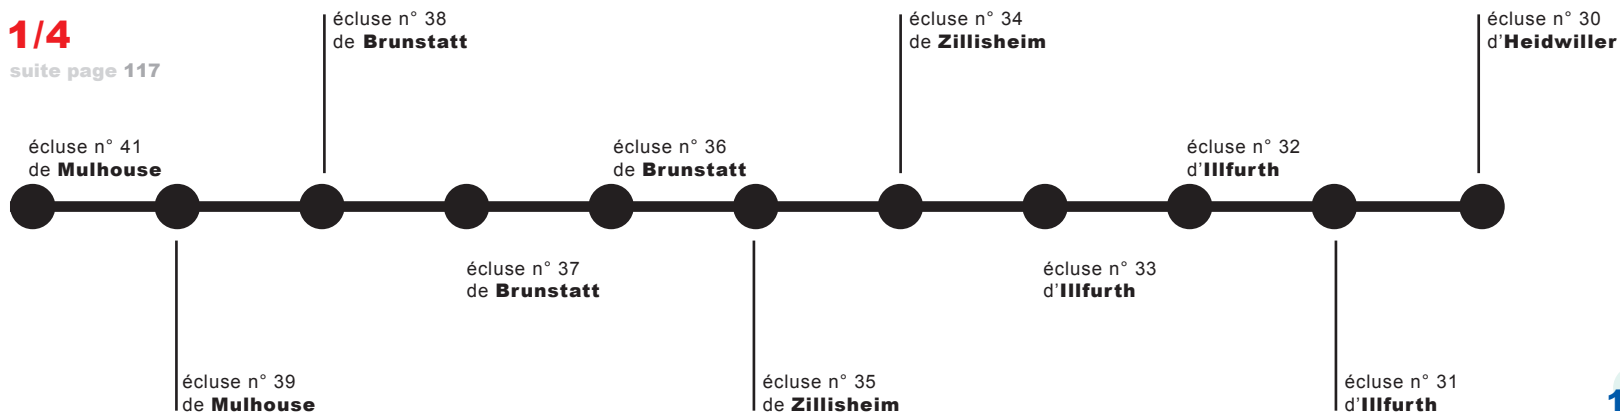 1/4
suite page 117
écluse n° 41
de Mulhouse
écluse n° 39
de Mulhouse
écluse n° 38
de Brunstatt
écluse n° 37
de Brunstatt
écluse n° 36
de Brunstatt
écluse n° 35
de Zillisheim
écluse n° 34
de Zillisheim
écluse n° 33
d'Illfurth
écluse n° 32
d'Illfurth
écluse n° 31
d'Illfurth
écluse n° 30
d'Heidwiller